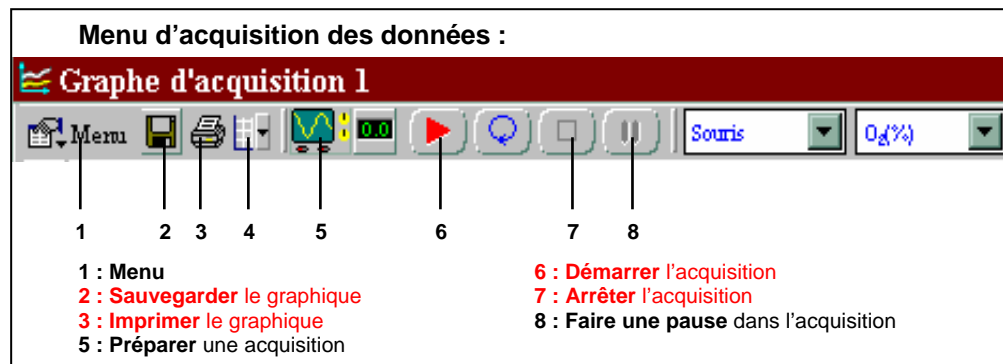 Menu d'acquisition des données :
Graphe d'acquisition 1
Menu 0.0 Souris O₂(%)
1 2 3 4 5 6 7 8
1 : Menu
2 : Sauvegarder le graphique
3 : Imprimer le graphique
5 : Préparer une acquisition
6 : Démarrer l'acquisition
7 : Arrêter l'acquisition
8 : Faire une pause dans l'acquisition